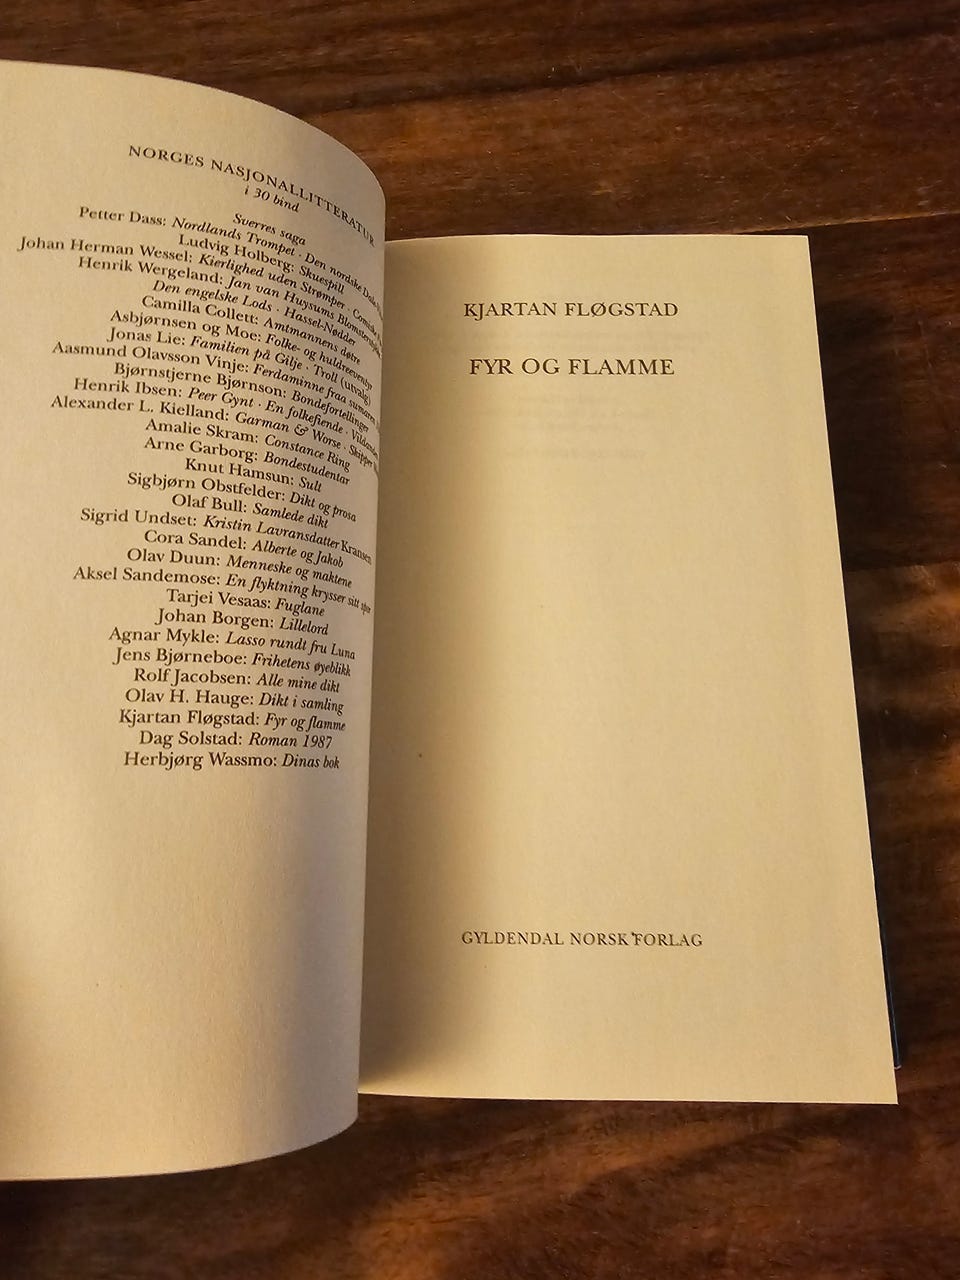 NORGES NASJONALLITTERATUR
i 30 bind
Sverres saga
Petter Dass: Nordlands Trompet · Den nordske Dale
Ludvig Holberg: Skuespill
Johan Herman Wessel: Kierlighed uden Strømper
Henrik Wergeland: Jan van Huysums
Den engelske Lods · Hassel-Nødder
Camilla Collett: Amtmannens døtre
Asbjørnsen og Moe: Folke- og huldreeventyr
Jonas Lie: Familien på Gilje · Troll (utvalg)
Aasmund Olavsson Vinje: Ferdaminne fraa sumaren
Bjørnstjerne Bjørnson: Bondefortellinger
Henrik Ibsen: Peer Gynt · En folkefiende ·
Alexander L. Kielland: Garman & Worse · Skipper
Amalie Skram: Constance Ring
Arne Garborg: Bondestudentar
Knut Hamsun: Sult
Sigbjørn Obstfelder: Dikt og prosa
Olaf Bull: Samlede dikt
Sigrid Undset: Kristin Lavransdatter Kransen
Cora Sandel: Alberte og Jakob
Olav Duun: Menneske og maktene
Aksel Sandemose: En flyktning krysser sitt spor
Tarjei Vesaas: Fuglane
Johan Borgen: Lillelord
Agnar Mykle: Lasso rundt fru Luna
Jens Bjørneboe: Frihetens øyeblikk
Rolf Jacobsen: Alle mine dikt
Olav H. Hauge: Dikt i samling
Kjartan Fløgstad: Fyr og flamme
Dag Solstad: Roman 1987
Herbjørg Wassmo: Dinas bok
KJARTAN FLØGSTAD
FYR OG FLAMME
GYLDENDAL NORSK FORLAG